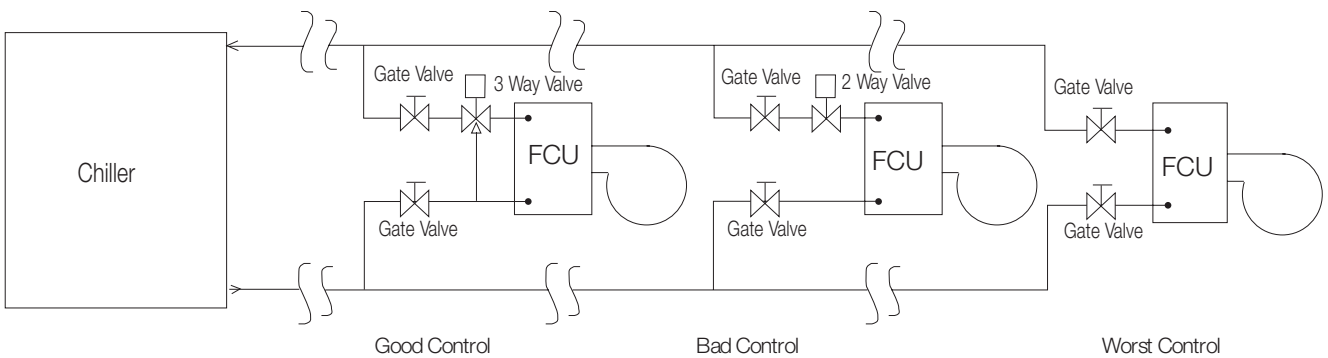 Chiller
Gate Valve
3 Way Valve
FCU
Gate Valve
Gate Valve
2 Way Valve
FCU
Gate Valve
Gate Valve
FCU
Gate Valve
Good Control
Bad Control
Worst Control